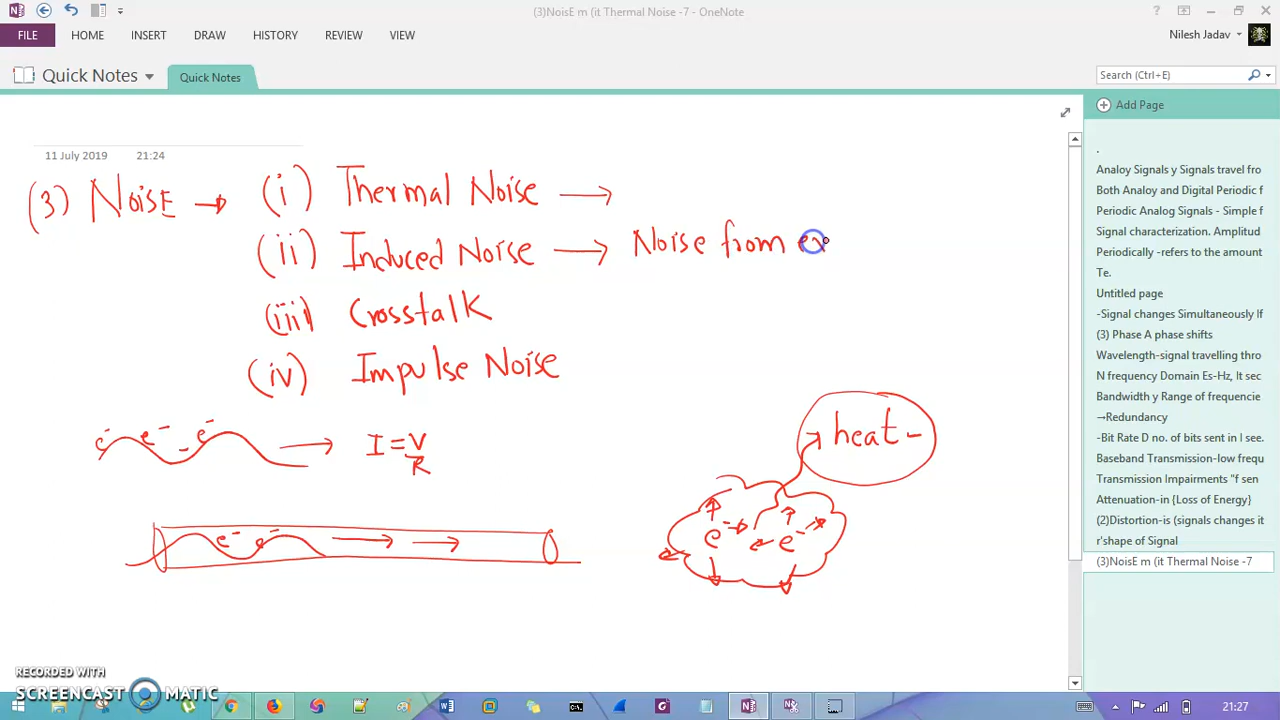 (3)NoisE m (it Thermal Noise -7 - OneNote
FILE HOME INSERT DRAW HISTORY REVIEW VIEW
Nilesh Jadav
Quick Notes
Quick Notes
Search (Ctrl+E)
Add Page
11 July 2019 21:24
(3) NoisE → (i) Thermal Noise →
(ii) Induced Noise → Noise from ex
(iii) Crosstalk
(iv) Impulse Noise
e- e- - e- → I = V/R
heat -
e- e- → →
e- e-
.
Analoy Signals y Signals travel fro
Both Analoy and Digital Periodic f
Periodic Analog Signals - Simple f
Signal characterization. Amplitud
Periodically -refers to the amount
Te.
Untitled page
-Signal changes Simultaneously If
(3) Phase A phase shifts
Wavelength-signal travelling thro
N frequency Domain Es-Hz, It sec
Bandwidth y Range of frequencie
→Redundancy
-Bit Rate D no. of bits sent in I see.
Baseband Transmission-low frequ
Transmission Impairments "f sen
Attenuation-in {Loss of Energy}
(2)Distortion-is (signals changes it
r'shape of Signal
(3)NoisE m (it Thermal Noise -7
RECORDED WITH
SCREENCAST MATIC
21:27